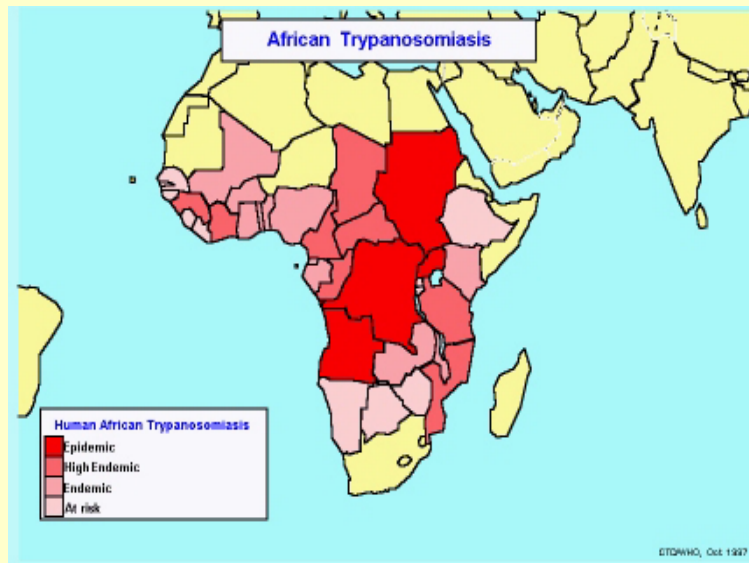 African Trypanosomiasis
Human African Trypanosomiasis
Epidemic
High Endemic
Endemic
At risk
CTD/WHO, Oct 1997